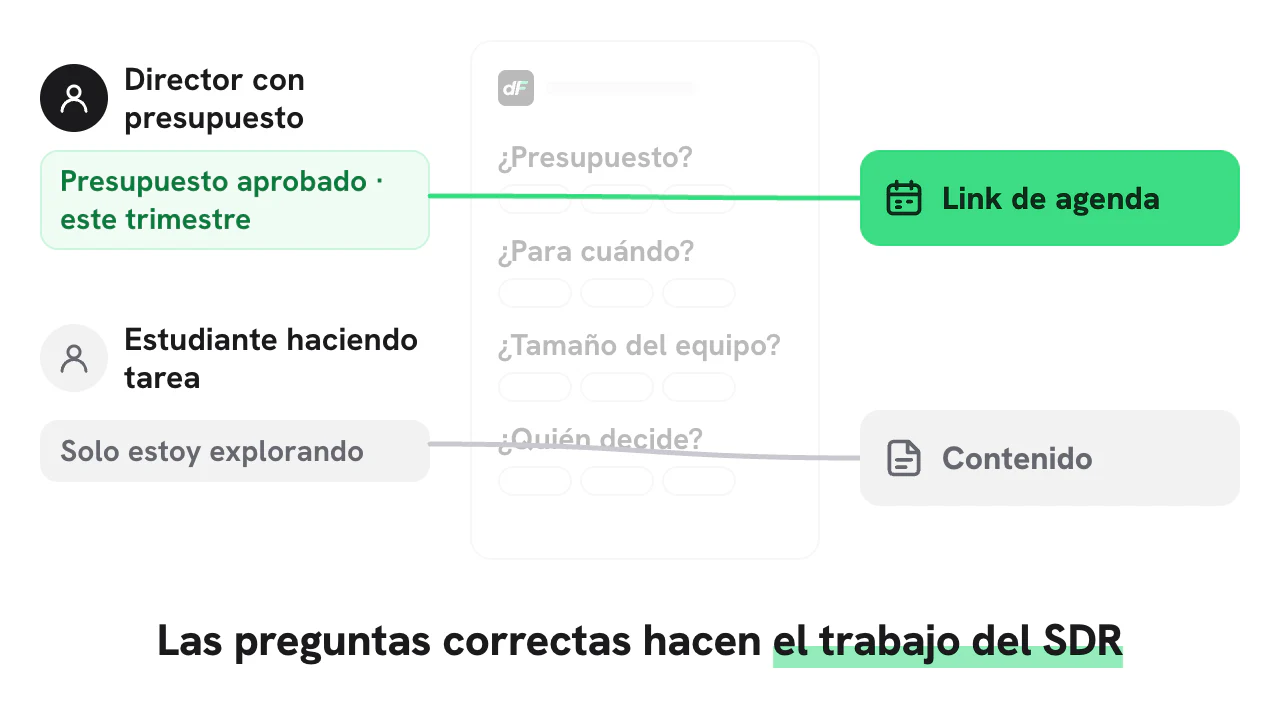 Director con
presupuesto
Presupuesto aprobado ·
este trimestre
Estudiante haciendo
tarea
Solo estoy explorando
dF
¿Presupuesto?
¿Para cuándo?
¿Tamaño del equipo?
¿Quién decide?
Link de agenda
Contenido
Las preguntas correctas hacen el trabajo del SDR